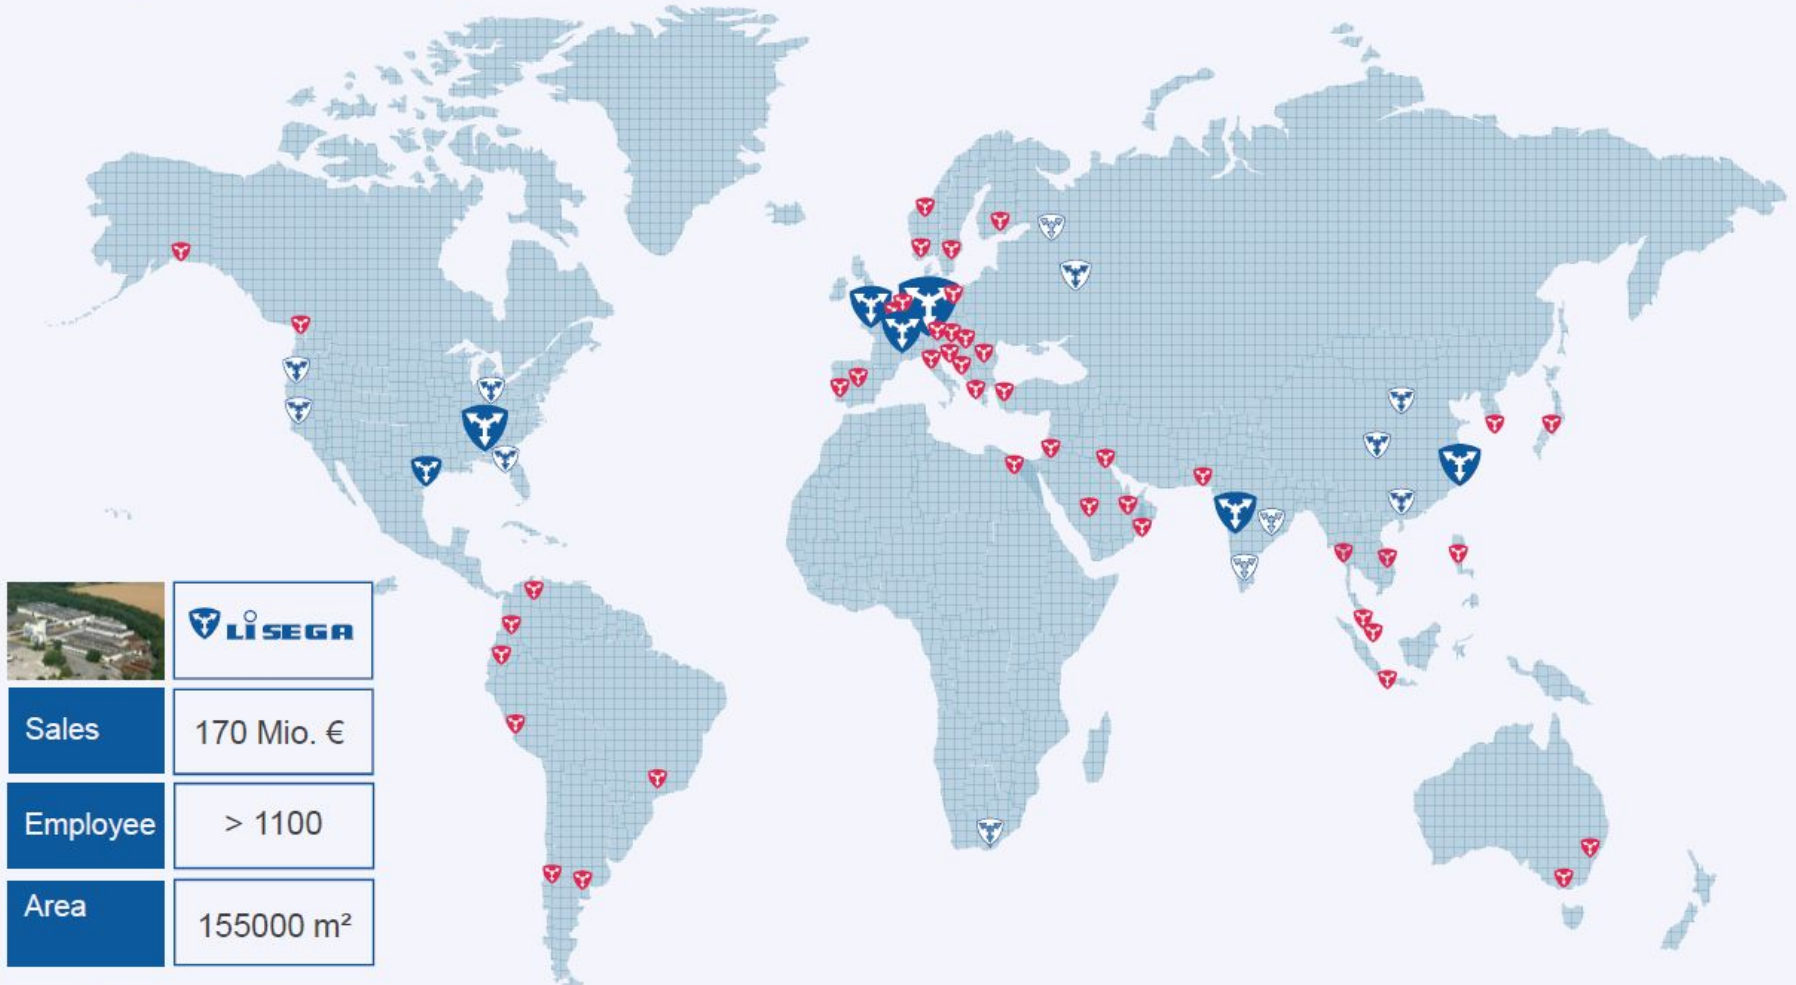 LISEGA
Sales
170 Mio. €
Employee
> 1100
Area
155000 m²